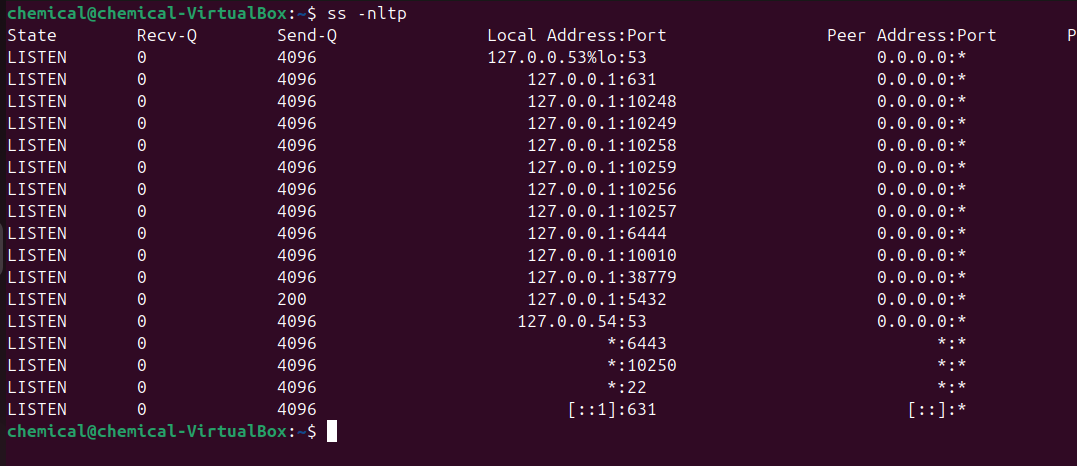 chemical@chemical-VirtualBox:~$ ss -nltp
State Recv-Q Send-Q Local Address:Port Peer Address:Port P
LISTEN 0 4096 127.0.0.53%lo:53 0.0.0.0:*
LISTEN 0 4096 127.0.0.1:631 0.0.0.0:*
LISTEN 0 4096 127.0.0.1:10248 0.0.0.0:*
LISTEN 0 4096 127.0.0.1:10249 0.0.0.0:*
LISTEN 0 4096 127.0.0.1:10258 0.0.0.0:*
LISTEN 0 4096 127.0.0.1:10259 0.0.0.0:*
LISTEN 0 4096 127.0.0.1:10256 0.0.0.0:*
LISTEN 0 4096 127.0.0.1:10257 0.0.0.0:*
LISTEN 0 4096 127.0.0.1:6444 0.0.0.0:*
LISTEN 0 4096 127.0.0.1:10010 0.0.0.0:*
LISTEN 0 4096 127.0.0.1:38779 0.0.0.0:*
LISTEN 0 200 127.0.0.1:5432 0.0.0.0:*
LISTEN 0 4096 127.0.0.54:53 0.0.0.0:*
LISTEN 0 4096 *:6443 *:*
LISTEN 0 4096 *:10250 *:*
LISTEN 0 4096 *:22 *:*
LISTEN 0 4096 [::1]:631 [::]:*
chemical@chemical-VirtualBox:~$